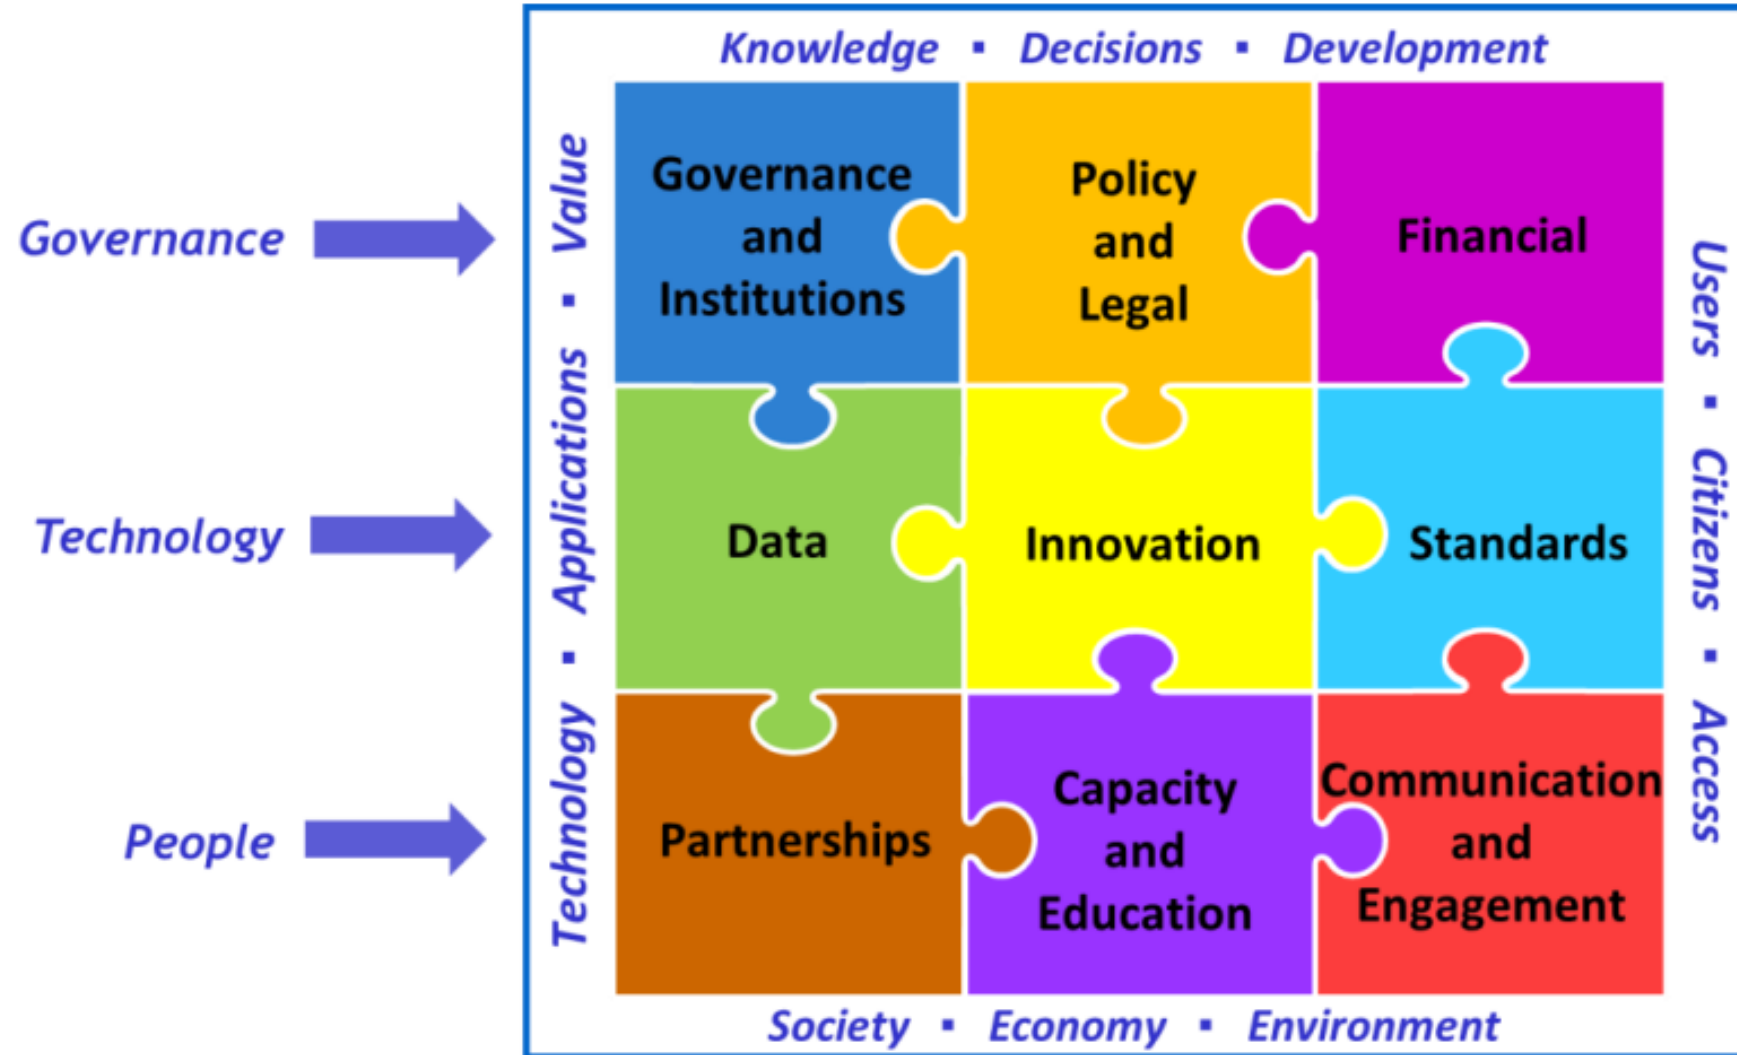 Knowledge ▪ Decisions ▪ Development
Governance
Technology
People
Technology ▪ Applications ▪ Value
Governance
and
Institutions
Policy
and
Legal
Financial
Data
Innovation
Standards
Partnerships
Capacity
and
Education
Communication
and
Engagement
Users ▪ Citizens ▪ Access
Society ▪ Economy ▪ Environment